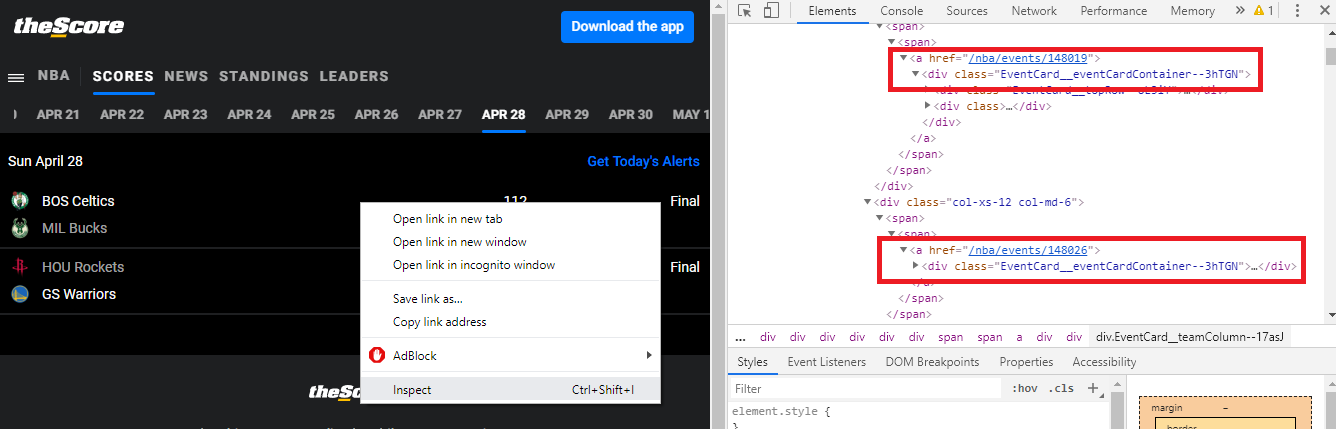 theScore
Download the app
NBA SCORES NEWS STANDINGS LEADERS
APR 21 APR 22 APR 23 APR 24 APR 25 APR 26 APR 27 APR 28 APR 29 APR 30 MAY 1
Sun April 28
Get Today's Alerts
BOS Celtics 112 Final
MIL Bucks
HOU Rockets Final
GS Warriors
Open link in new tab
Open link in new window
Open link in incognito window
Save link as...
Copy link address
AdBlock
Inspect Ctrl+Shift+I
theSco
Elements Console Sources Network Performance Memory » 1
<span>
<span>
<a href="/nba/events/148019">
<div class="EventCard__eventCardContainer--3hTGN">
<div class="EventCard__topRow
<div class>…</div>
</div>
</a>
</span>
</span>
</div>
<div class="col-xs-12 col-md-6">
<span>
<span>
<a href="/nba/events/148026">
<div class="EventCard__eventCardContainer--3hTGN">…</div>
</a>
</span>
</span>
... div div div div div span span a div div div.EventCard__teamColumn--17asJ
Styles Event Listeners DOM Breakpoints Properties Accessibility
Filter :hov .cls +
element.style {
}
margin –
border